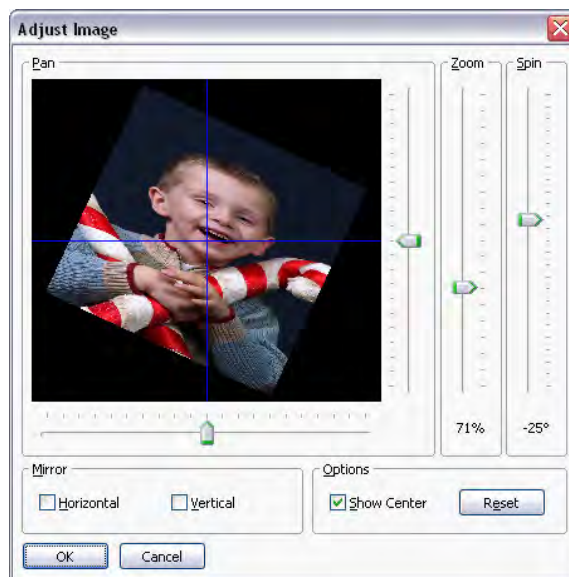 Adjust Image
Pan
Zoom
Spin
71%
-25°
Mirror
Horizontal
Vertical
Options
Show Center
Reset
OK
Cancel